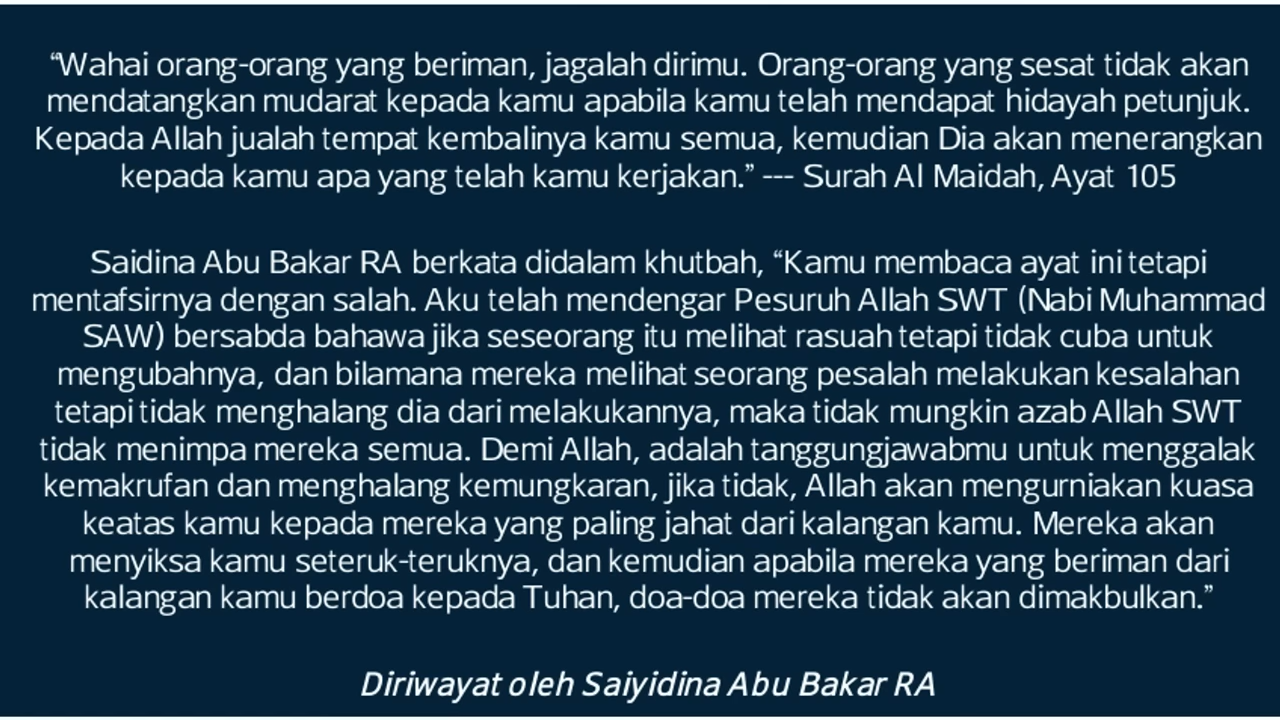 “Wahai orang-orang yang beriman, jagalah dirimu. Orang-orang yang sesat tidak akan
mendatangkan mudarat kepada kamu apabila kamu telah mendapat hidayah petunjuk.
Kepada Allah jualah tempat kembalinya kamu semua, kemudian Dia akan menerangkan
kepada kamu apa yang telah kamu kerjakan.” --- Surah Al Maidah, Ayat 105
Saidina Abu Bakar RA berkata didalam khutbah, “Kamu membaca ayat ini tetapi
mentafsirnya dengan salah. Aku telah mendengar Pesuruh Allah SWT (Nabi Muhammad
SAW) bersabda bahawa jika seseorang itu melihat rasuah tetapi tidak cuba untuk
mengubahnya, dan bilamana mereka melihat seorang pesalah melakukan kesalahan
tetapi tidak menghalang dia dari melakukannya, maka tidak mungkin azab Allah SWT
tidak menimpa mereka semua. Demi Allah, adalah tanggungjawabmu untuk menggalak
kemakrufan dan menghalang kemungkaran, jika tidak, Allah akan mengurniakan kuasa
keatas kamu kepada mereka yang paling jahat dari kalangan kamu. Mereka akan
menyiksa kamu seteruk-teruknya, dan kemudian apabila mereka yang beriman dari
kalangan kamu berdoa kepada Tuhan, doa-doa mereka tidak akan dimakbulkan.”
Diriwayat oleh Saiyidina Abu Bakar RA